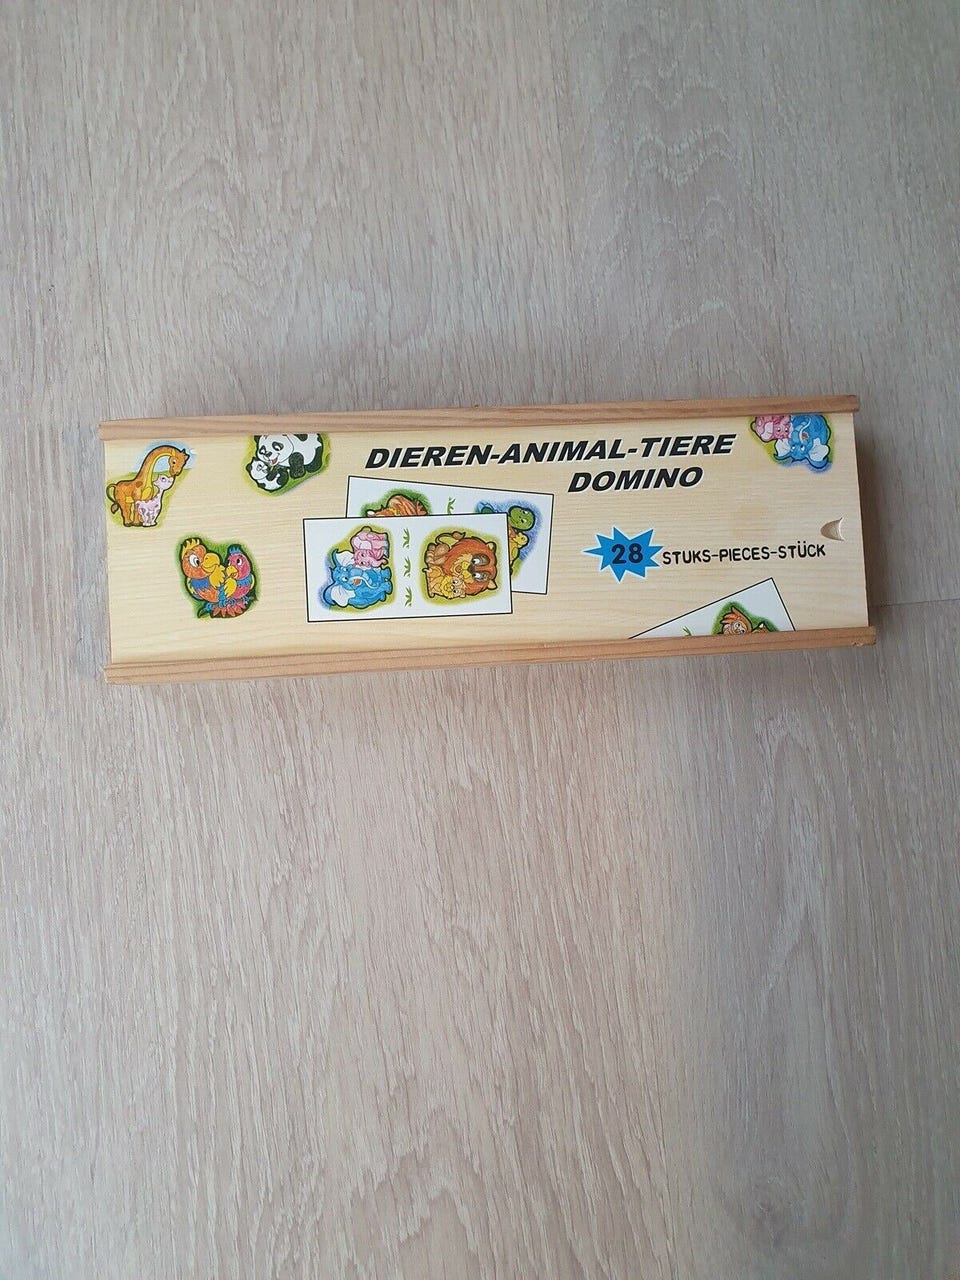 DIEREN-ANIMAL-TIERE
DOMINO
28 STUKS-PIECES-STÜCK